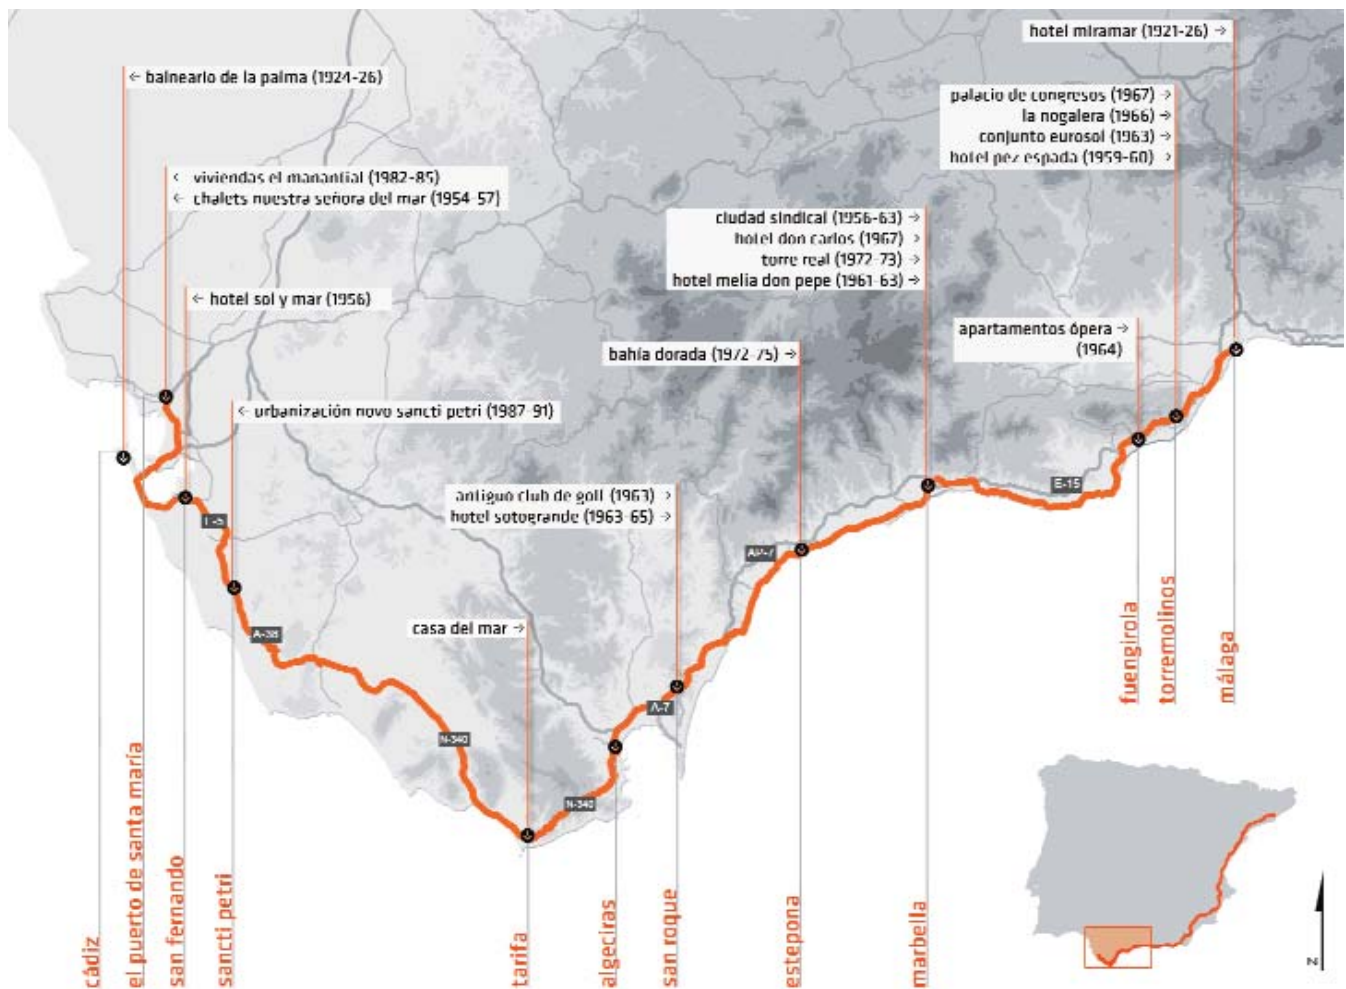 hotel miramar (1921-26) →
← balneario de la palma (1924-26)
palacio de congresos (1967) →
la nogalera (1966) →
conjunto eurosol (1963) →
hotel pez espada (1959-60) →
← viviendas el manantial (1982-85)
← chalets nuestra señora del mar (1954-57)
ciudad sindical (1956-63) →
hotel don carlos (1967) →
torre real (1972-73) →
hotel melia don pepe (1961-63) →
← hotel sol y mar (1956)
apartamentos ópera →
(1964)
bahía dorada (1972-75) →
← urbanización novo sancti petri (1987-91)
antiguo club de golf (1963) →
hotel sotogrande (1963-65) →
E-15
AP-7
casa del mar →
A-38
A-7
N-340
N-340
cádiz
el puerto de santa maría
san fernando
sancti petri
tarifa
algeciras
san roque
estepona
marbella
fuengirola
torremolinos
málaga
N